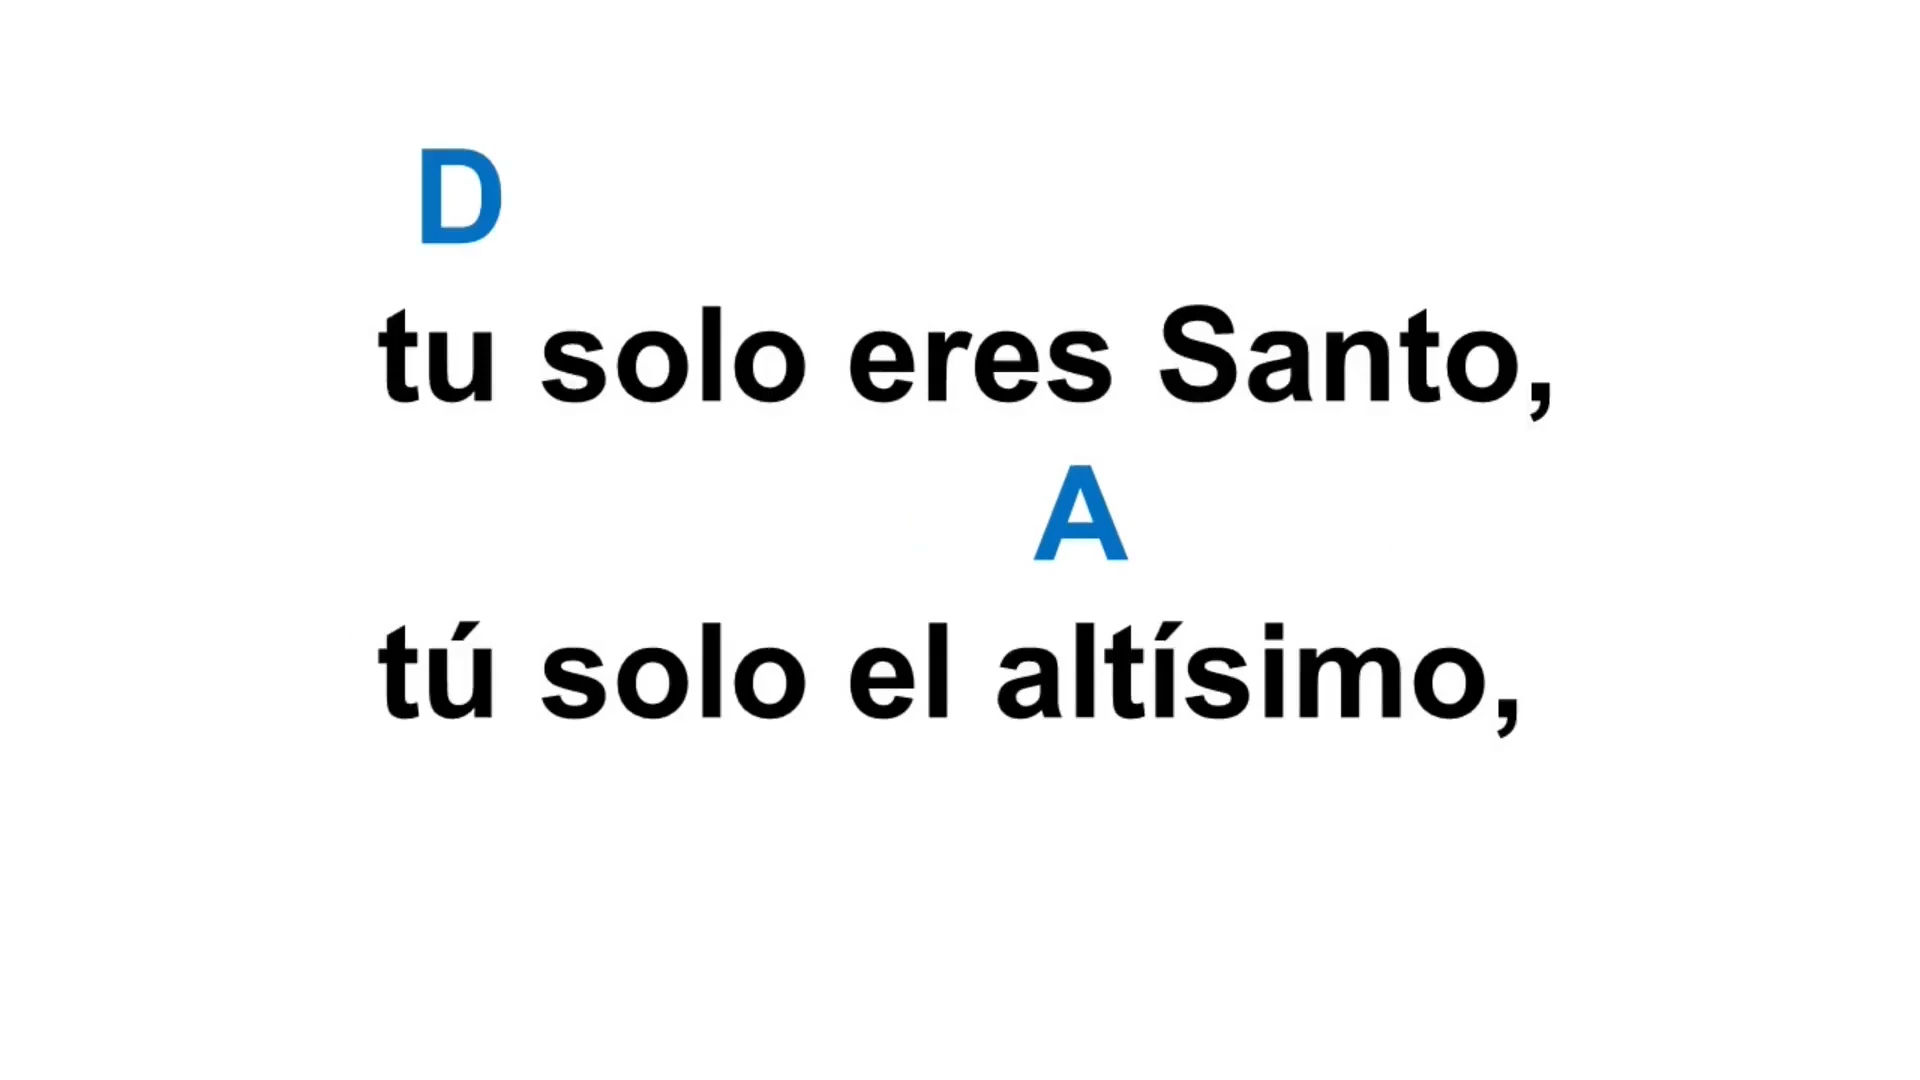 D
tu solo eres Santo,
A
tú solo el altísimo,